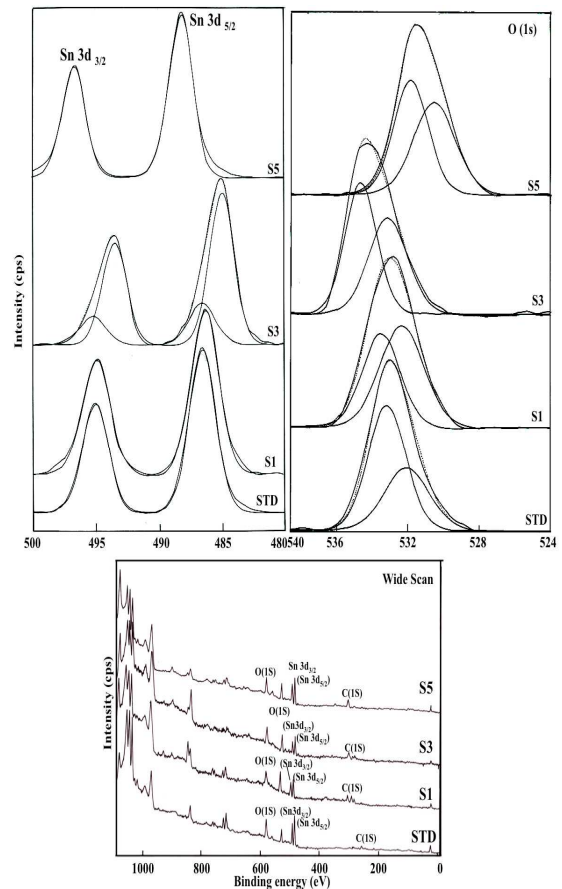 Sn 3d 3/2
Sn 3d 5/2
S5
S3
S1
STD
Intensity (cps)
500 495 490 488 485 480
O (1s)
S5
S3
S1
STD
540 536 532 528 524
Wide Scan
O(1S) Sn 3d3/2 (Sn 3d5/2) C(1S) S5
O(1S) (Sn3d3/2) (Sn 3d5/2) C(1S) S3
O(1S) (Sn 3d3/2) (Sn 3d5/2) C(1S) S1
O(1S) (Sn3d3/2) (Sn 3d5/2) C(1S) STD
Intensity (cps)
1000 800 600 400 200 0
Binding energy (eV)